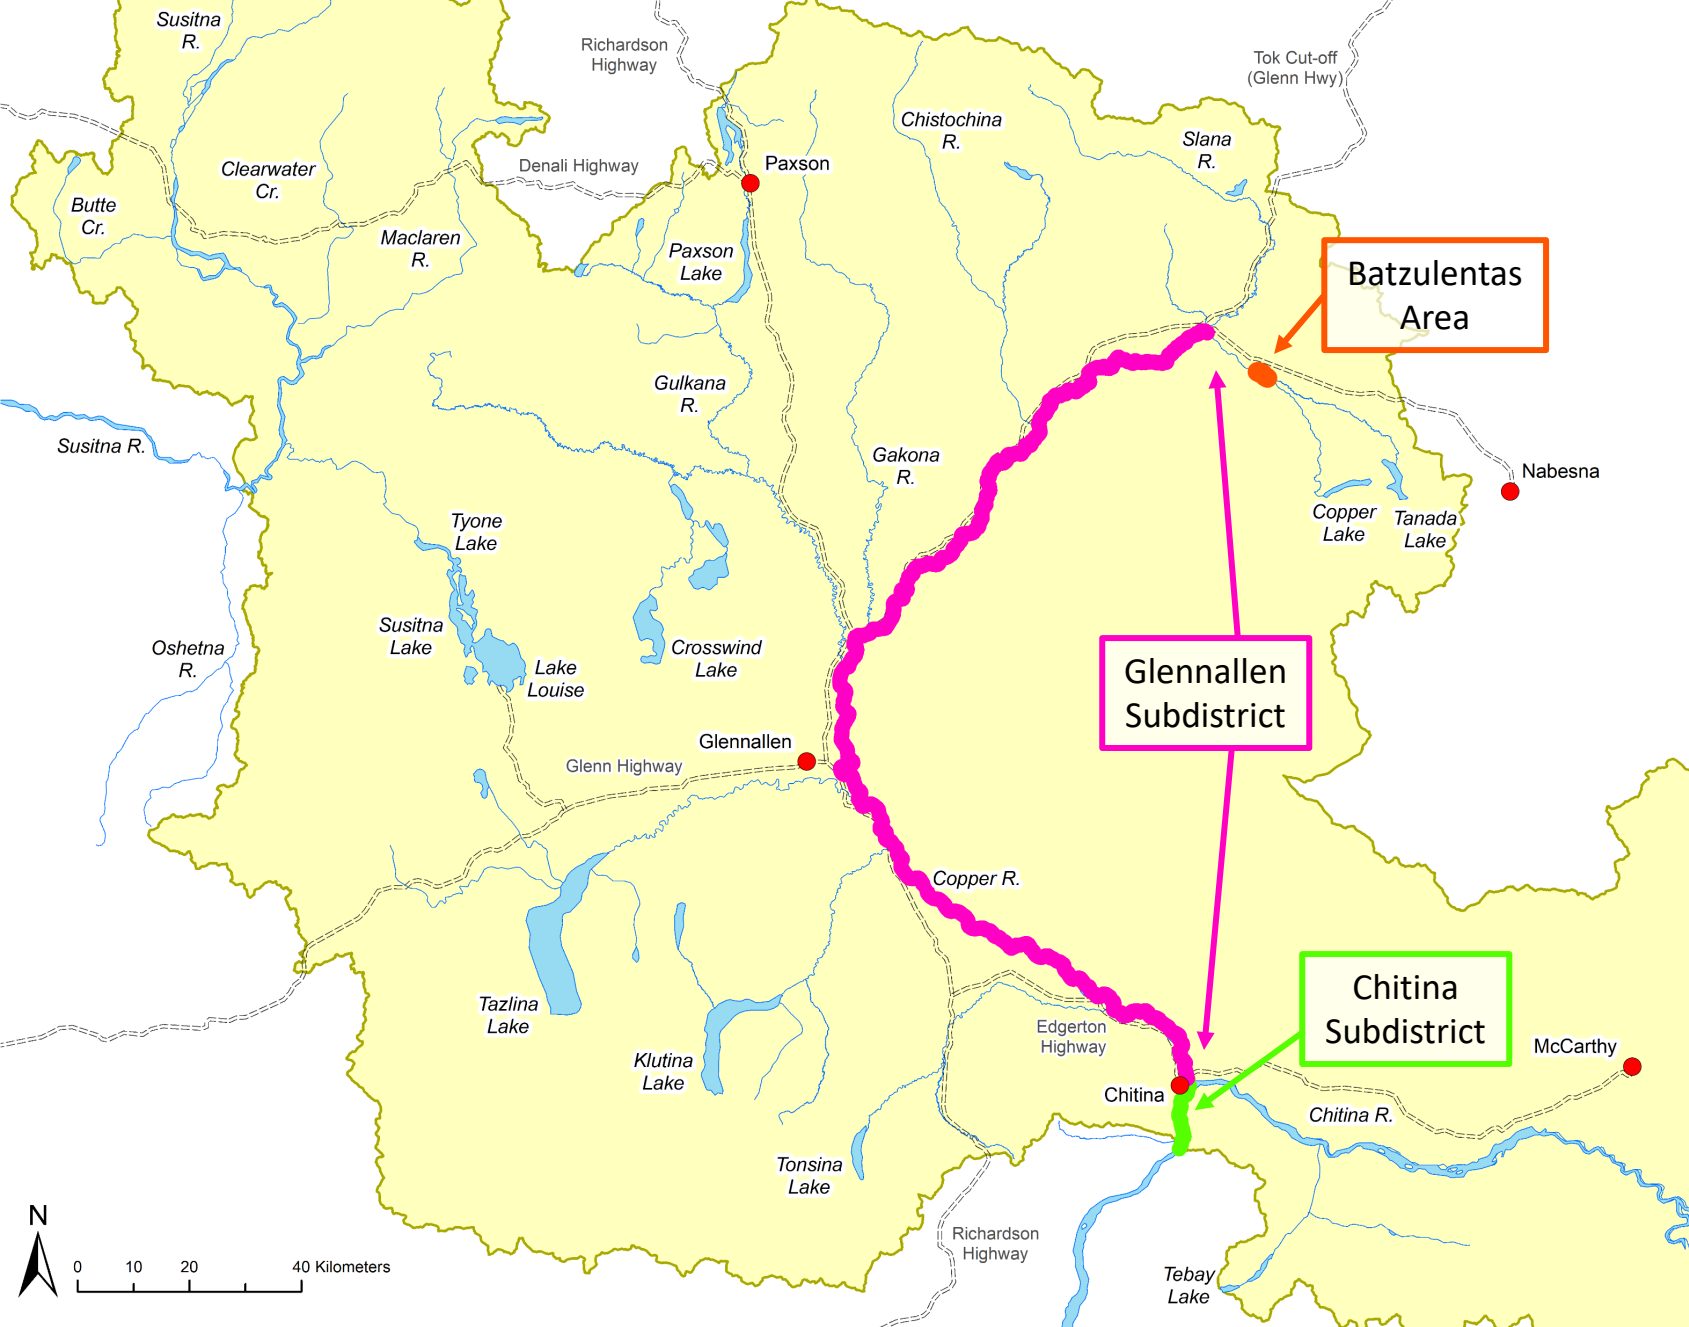 Susitna
R.
Richardson
Highway
Tok Cut-off
(Glenn Hwy)
Chistochina
R.
Slana
R.
Clearwater
Cr.
Denali Highway
Paxson
Butte
Cr.
Maclaren
R.
Paxson
Lake
Batzulentas
Area
Gulkana
R.
Susitna R.
Gakona
R.
Nabesna
Copper
Lake
Tanada
Lake
Tyone
Lake
Susitna
Lake
Oshetna
R.
Crosswind
Lake
Lake
Louise
Glennallen
Subdistrict
Glennallen
Glenn Highway
Copper R.
Tazlina
Lake
Chitina
Subdistrict
Edgerton
Highway
Klutina
Lake
McCarthy
Chitina
Chitina R.
Tonsina
Lake
N
Richardson
Highway
0 10 20 40 Kilometers
Tebay
Lake